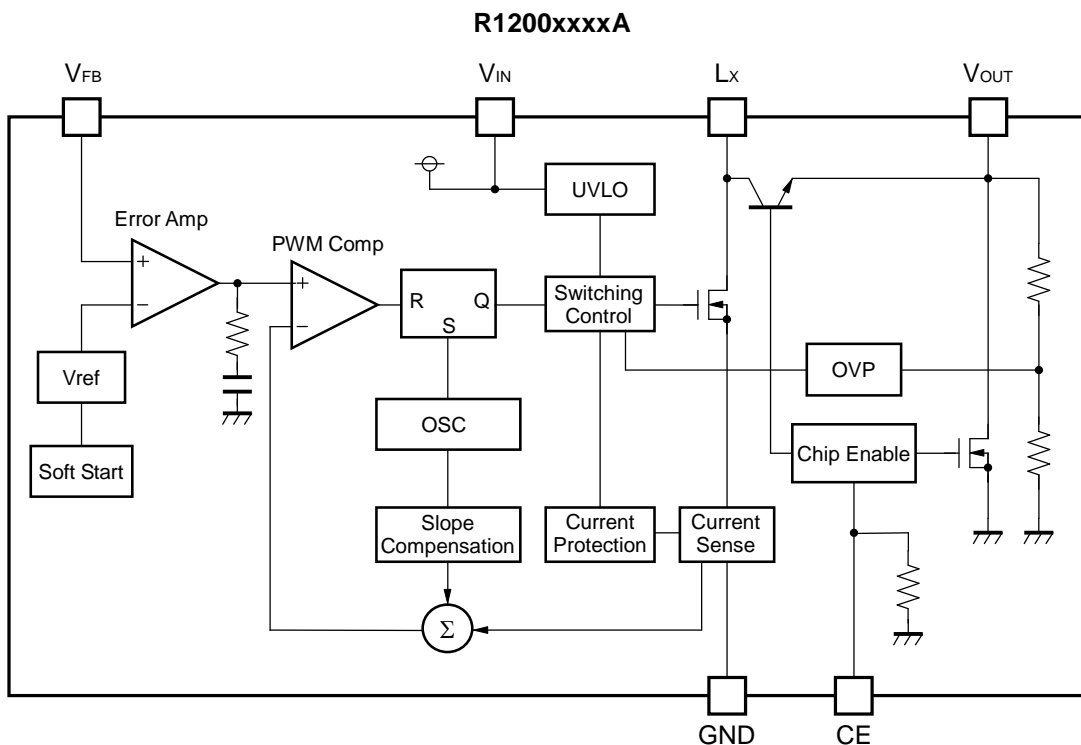 R1200xxxxA
VFB
VIN
LX
VOUT
UVLO
Error Amp
PWM Comp
+
−
+
−
R
Q
S
Switching
Control
Vref
OVP
OSC
Soft Start
Chip Enable
Slope
Compensation
Current
Protection
Current
Sense
Σ
GND
CE